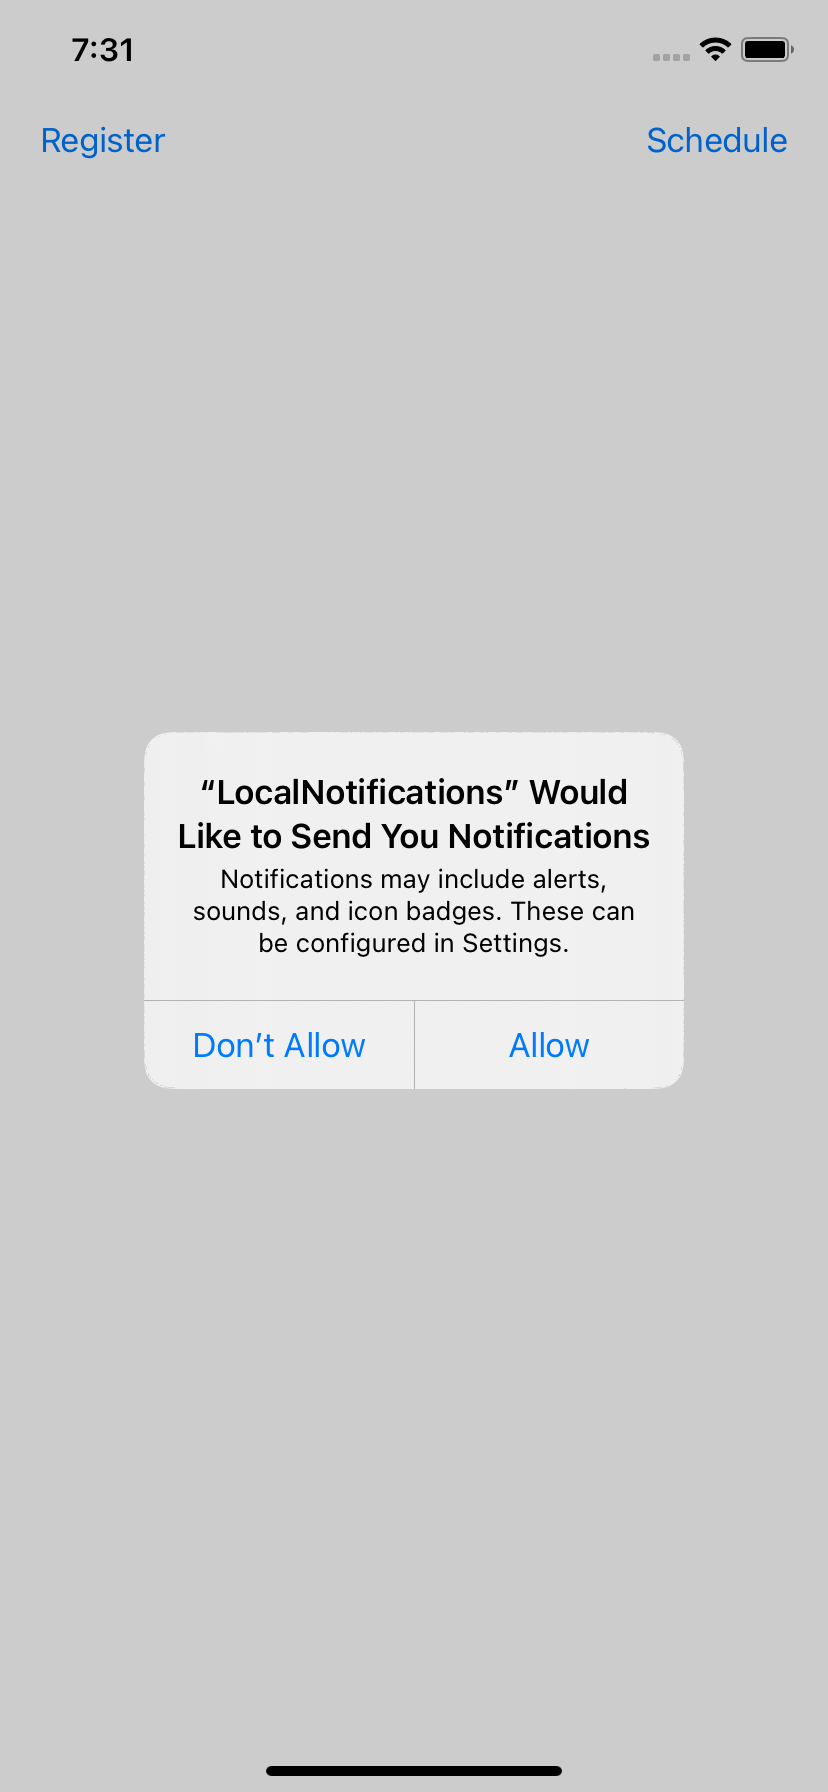 7:31
Register
Schedule
“LocalNotifications” Would
Like to Send You Notifications
Notifications may include alerts,
sounds, and icon badges. These can
be configured in Settings.
Don’t Allow
Allow